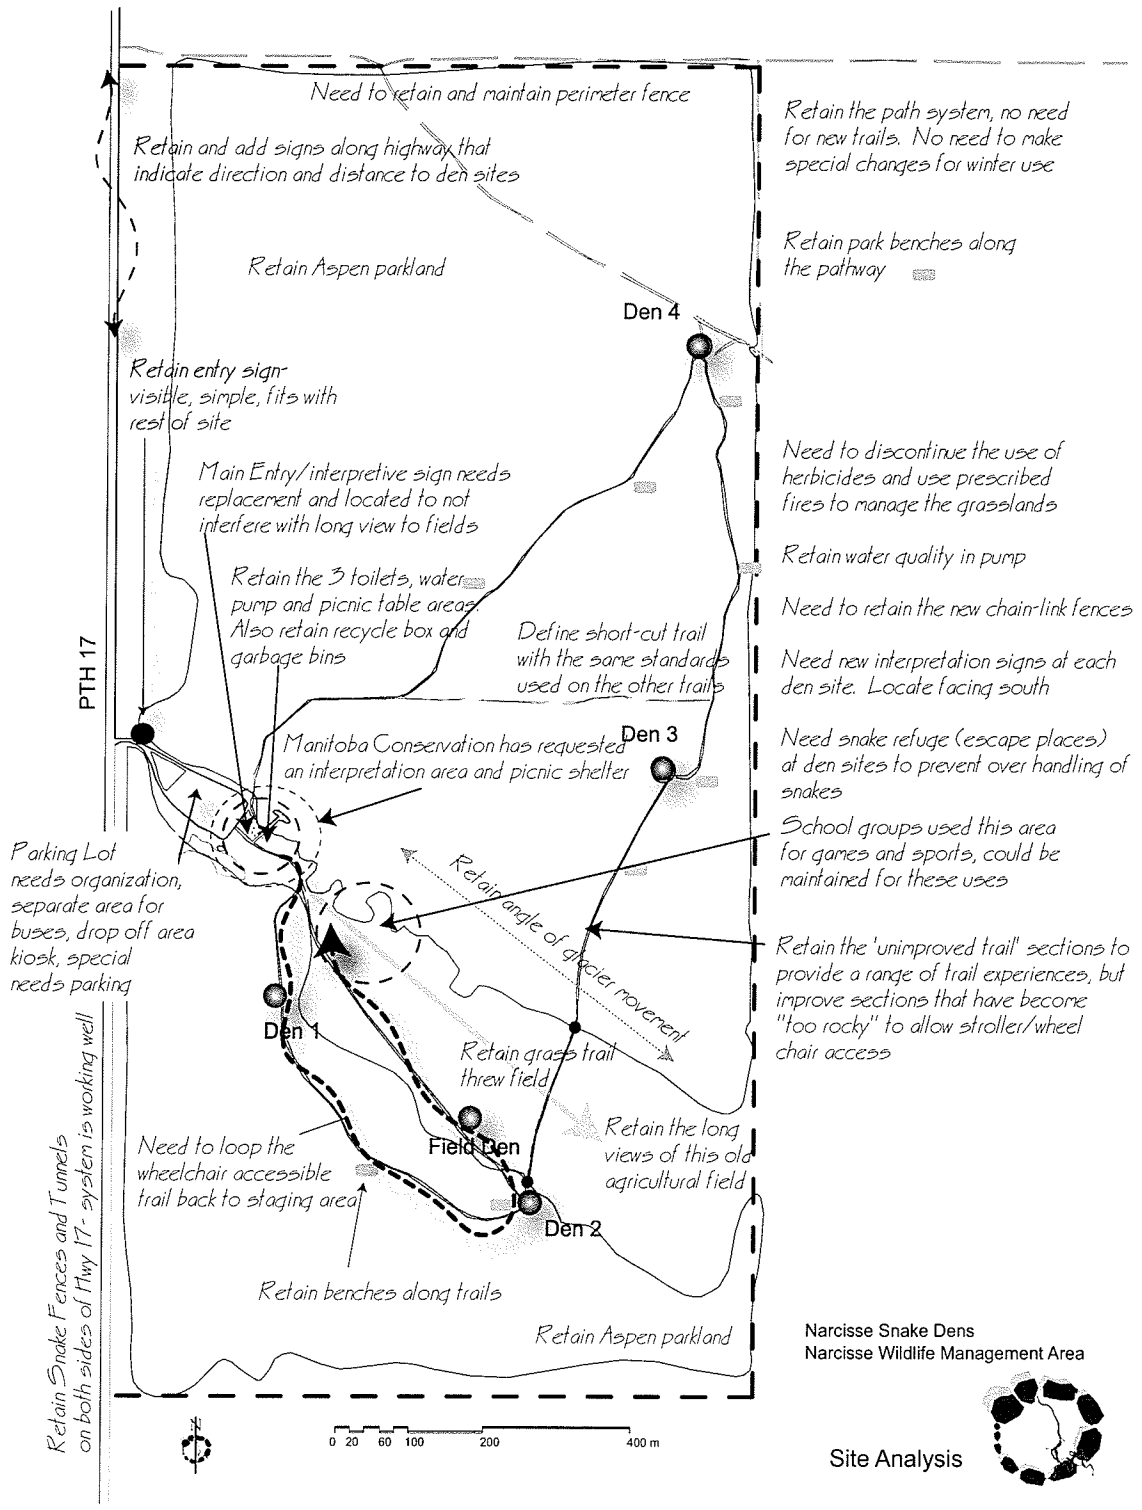 Need to retain and maintain perimeter fence
Retain and add signs along highway that
indicate direction and distance to den sites
Retain Aspen parkland
Den 4
Retain entry sign-
visible, simple, fits with
rest of site
Main Entry/interpretive sign needs
replacement and located to not
interfere with long view to fields
Retain the 3 toilets, water
pump and picnic table areas.
Also retain recycle box and
garbage bins
PTH 17
Define short-cut trail
with the same standards
used on the other trails
Den 3
Manitoba Conservation has requested
an interpretation area and picnic shelter
Parking Lot
needs organization,
separate area for
buses, drop off area
kiosk, special
needs parking
Retain angle of glacier movement
Den 1
Retain grass trail
threw field
Field Den
Need to loop the
wheelchair accessible
trail back to staging area
Retain the long
views of this old
agricultural field
Den 2
Retain benches along trails
Retain Aspen parkland
Retain Snake Fences and Tunnels
on both sides of Hwy 17- system is working well
Retain the path system, no need
for new trails. No need to make
special changes for winter use
Retain park benches along
the pathway
Need to discontinue the use of
herbicides and use prescribed
fires to manage the grasslands
Retain water quality in pump
Need to retain the new chain-link fences
Need new interpretation signs at each
den site. Locate facing south
Need snake refuge (escape places)
at den sites to prevent over handling of
snakes
School groups used this area
for games and sports, could be
maintained for these uses
Retain the 'unimproved trail' sections to
provide a range of trail experiences, but
improve sections that have become
"too rocky" to allow stroller/wheel
chair access
Narcisse Snake Dens
Narcisse Wildlife Management Area
Site Analysis
N
0 20 60 100 200 400 m